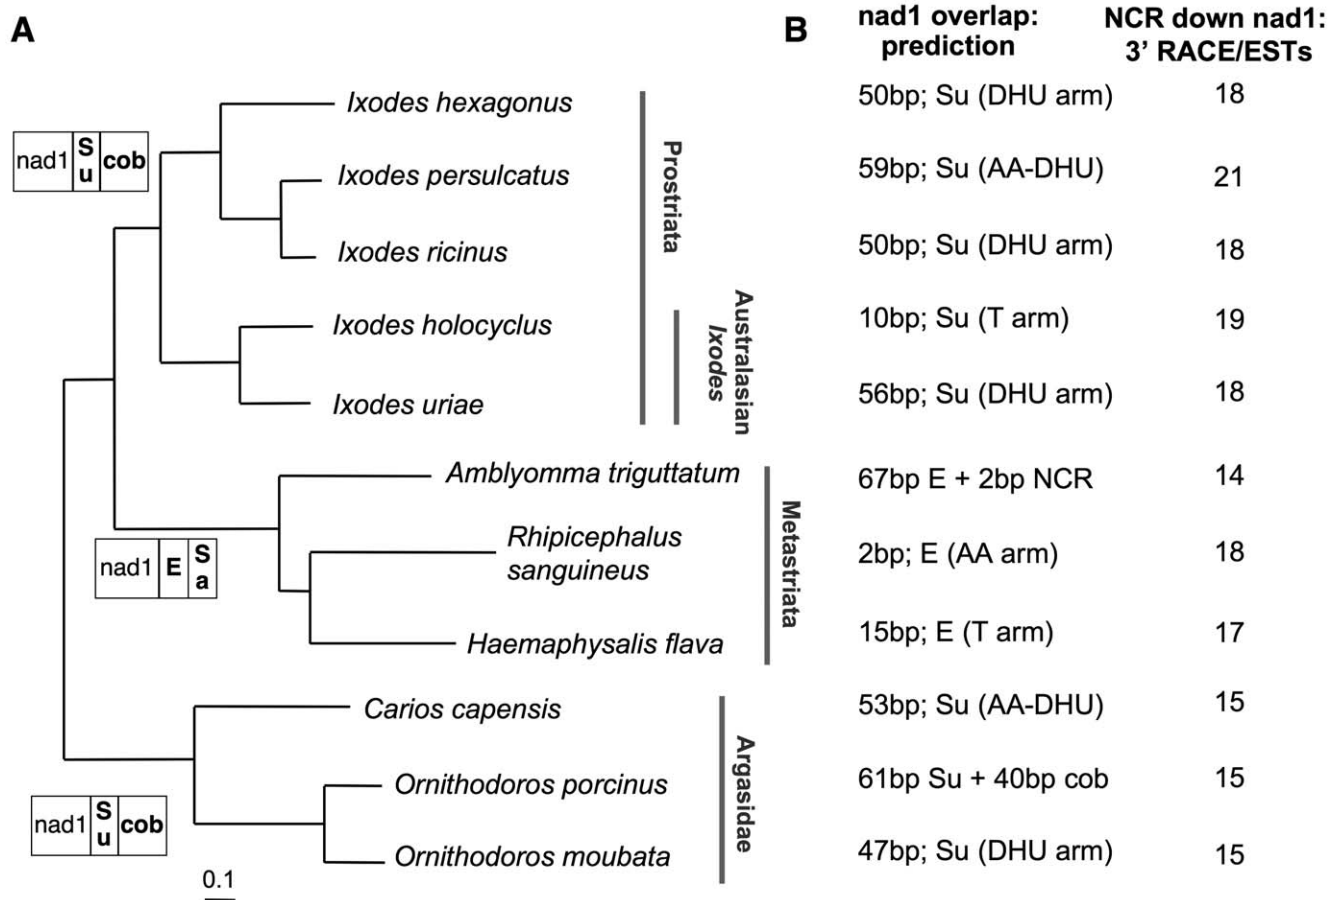 A
B
nad1 overlap:
prediction
NCR down nad1:
3’ RACE/ESTs
Ixodes hexagonus
50bp; Su (DHU arm)
18
nad1
S
u
cob
Ixodes persulcatus
59bp; Su (AA-DHU)
21
Ixodes ricinus
50bp; Su (DHU arm)
18
Prostriata
Ixodes holocyclus
10bp; Su (T arm)
19
Australasian
Ixodes
Ixodes uriae
56bp; Su (DHU arm)
18
Amblyomma triguttatum
67bp E + 2bp NCR
14
nad1
E
S
a
Rhipicephalus
sanguineus
2bp; E (AA arm)
18
Metastriata
Haemaphysalis flava
15bp; E (T arm)
17
Carios capensis
53bp; Su (AA-DHU)
15
Ornithodoros porcinus
61bp Su + 40bp cob
15
Argasidae
nad1
S
u
cob
Ornithodoros moubata
47bp; Su (DHU arm)
15
0.1